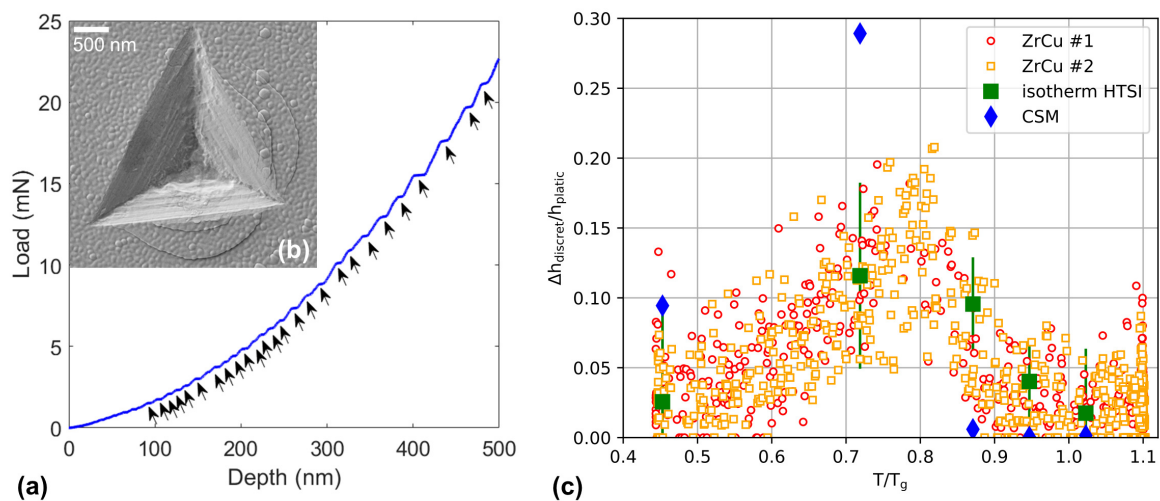 25
20
15
10
5
0
Load (mN)
500 nm
(b)
0
100
200
300
400
500
Depth (nm)
(a)
0.30
0.25
0.20
0.15
0.10
0.05
0.00
Δh_discret/h_platic
ZrCu #1
ZrCu #2
isotherm HTSI
CSM
0.4
0.5
0.6
0.7
0.8
0.9
1.0
1.1
T/T_g
(c)